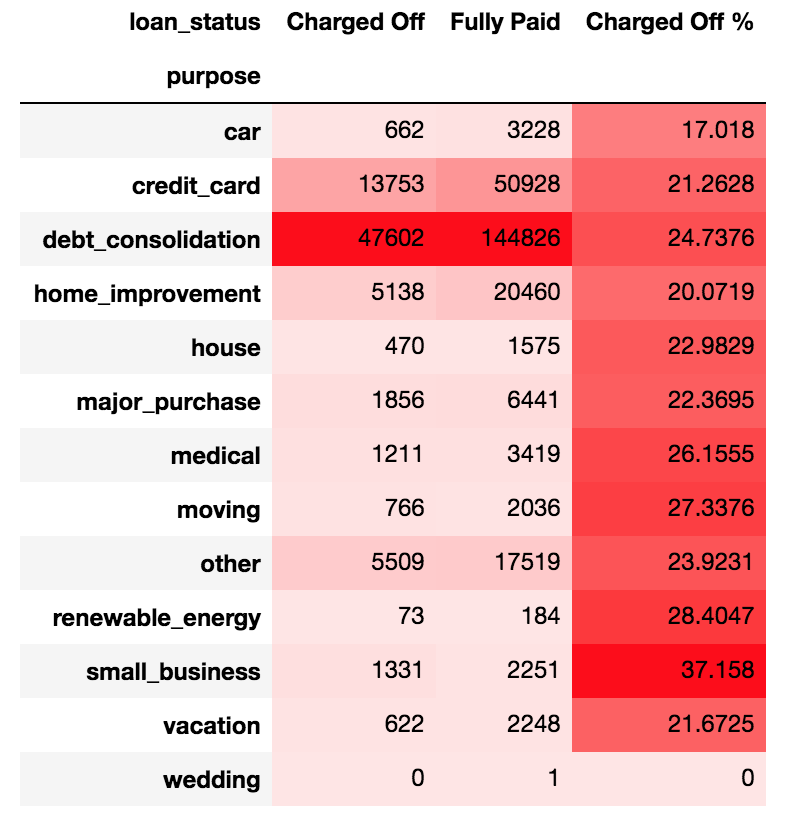 loan_status Charged Off Fully Paid Charged Off %
purpose
car 662 3228 17.018
credit_card 13753 50928 21.2628
debt_consolidation 47602 144826 24.7376
home_improvement 5138 20460 20.0719
house 470 1575 22.9829
major_purchase 1856 6441 22.3695
medical 1211 3419 26.1555
moving 766 2036 27.3376
other 5509 17519 23.9231
renewable_energy 73 184 28.4047
small_business 1331 2251 37.158
vacation 622 2248 21.6725
wedding 0 1 0